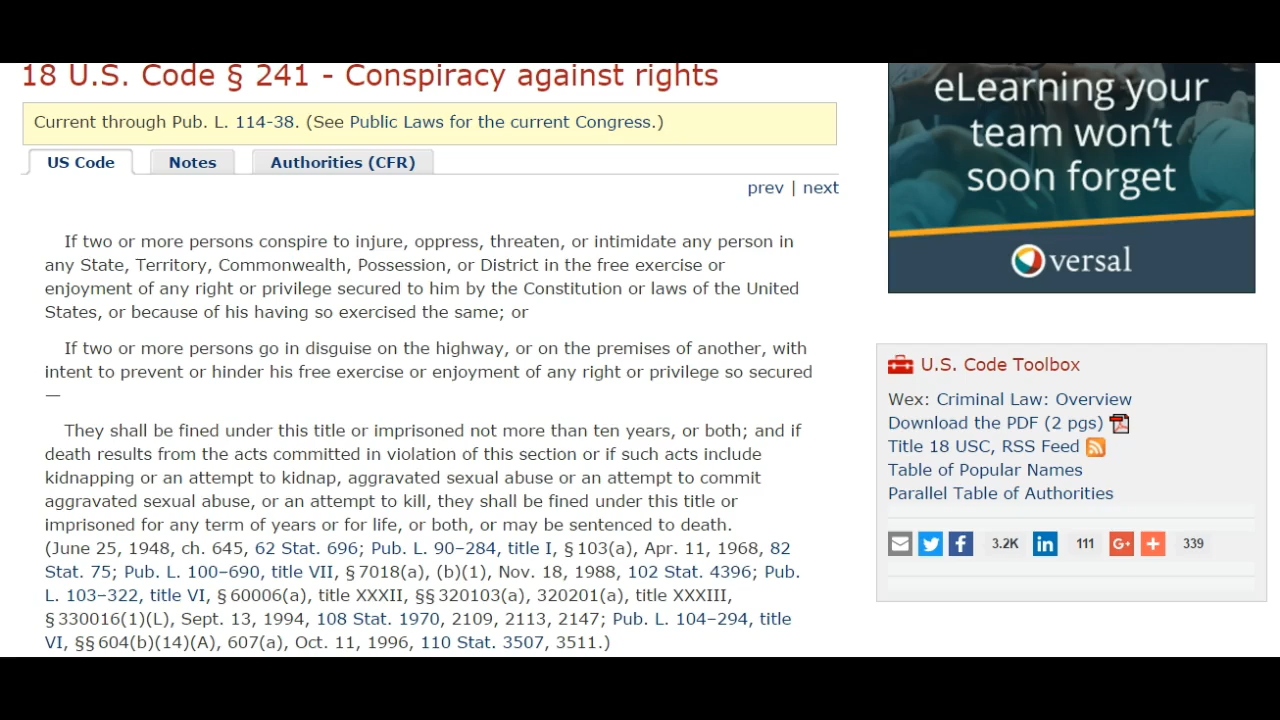 18 U.S. Code § 241 - Conspiracy against rights
Current through Pub. L. 114-38. (See Public Laws for the current Congress.)
US Code
Notes
Authorities (CFR)
prev | next
If two or more persons conspire to injure, oppress, threaten, or intimidate any person in
any State, Territory, Commonwealth, Possession, or District in the free exercise or
enjoyment of any right or privilege secured to him by the Constitution or laws of the United
States, or because of his having so exercised the same; or
If two or more persons go in disguise on the highway, or on the premises of another, with
intent to prevent or hinder his free exercise or enjoyment of any right or privilege so secured
—
They shall be fined under this title or imprisoned not more than ten years, or both; and if
death results from the acts committed in violation of this section or if such acts include
kidnapping or an attempt to kidnap, aggravated sexual abuse or an attempt to commit
aggravated sexual abuse, or an attempt to kill, they shall be fined under this title or
imprisoned for any term of years or for life, or both, or may be sentenced to death.
(June 25, 1948, ch. 645, 62 Stat. 696; Pub. L. 90–284, title I, § 103(a), Apr. 11, 1968, 82
Stat. 75; Pub. L. 100–690, title VII, § 7018(a), (b)(1), Nov. 18, 1988, 102 Stat. 4396; Pub.
L. 103–322, title VI, § 60006(a), title XXXII, §§ 320103(a), 320201(a), title XXXIII,
§ 330016(1)(L), Sept. 13, 1994, 108 Stat. 1970, 2109, 2113, 2147; Pub. L. 104–294, title
VI, §§ 604(b)(14)(A), 607(a), Oct. 11, 1996, 110 Stat. 3507, 3511.)
eLearning your
team won't
soon forget
versal
U.S. Code Toolbox
Wex: Criminal Law: Overview
Download the PDF (2 pgs)
Title 18 USC, RSS Feed
Table of Popular Names
Parallel Table of Authorities
3.2K
111
G+
339